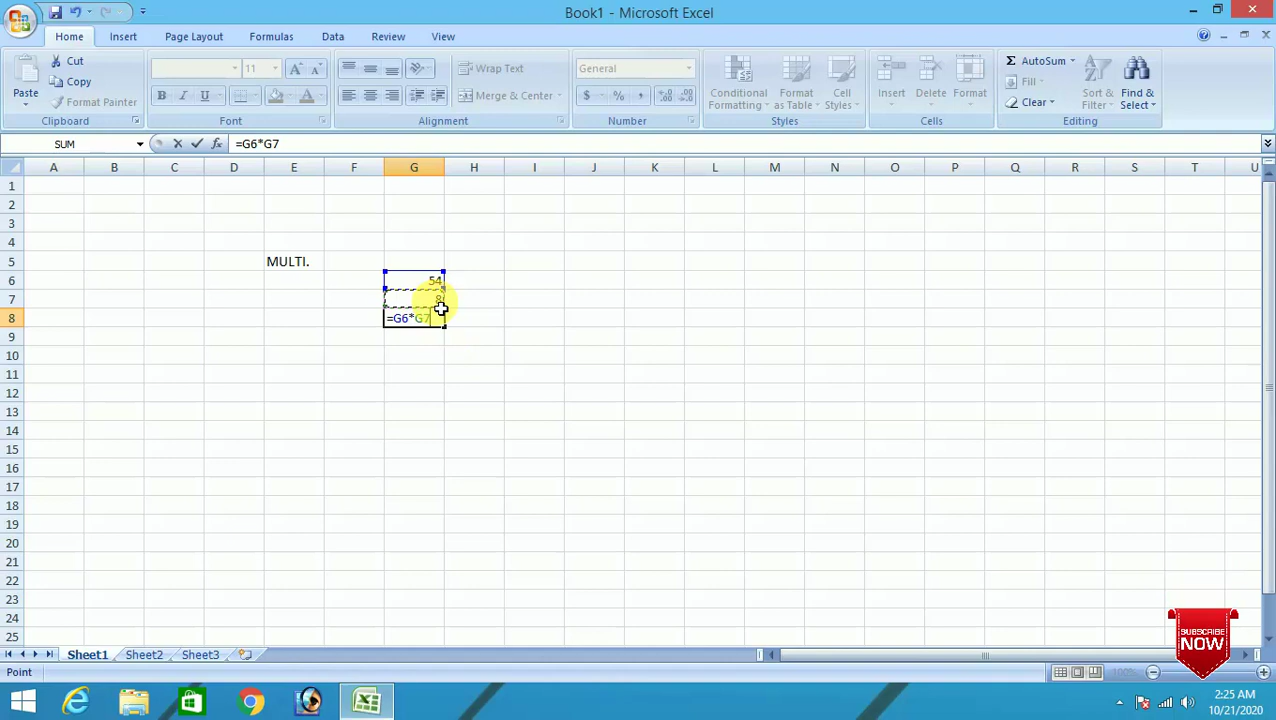 Book1 - Microsoft Excel
Home Insert Page Layout Formulas Data Review View
Paste
Cut
Copy
Format Painter
Clipboard
11
B I U
Font
Wrap Text
Merge & Center
Alignment
General
$ % ,
Number
Conditional Formatting
Format as Table
Cell Styles
Styles
Insert Delete Format
Cells
Σ AutoSum
Fill
Clear
Sort & Filter
Find & Select
Editing
SUM
fx =G6*G7
A B C D E F G H I J K L M N O P Q R S T U
1
2
3
4
5 MULTI.
6 54
7 8
8 =G6*G7
9
10
11
12
13
14
15
16
17
18
19
20
21
22
23
24
25
Sheet1 Sheet2 Sheet3
Point
100%
SUBSCRIBE
NOW
2:25 AM
10/21/2020